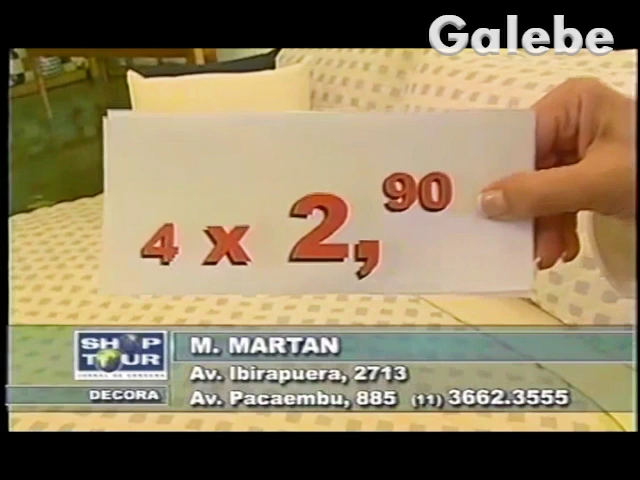 Galebe
4 x 2,90
SHOP
TOUR
M. MARTAN
Av. Ibirapuera, 2713
DECORA
Av. Pacaembu, 885 (11) 3662.3555